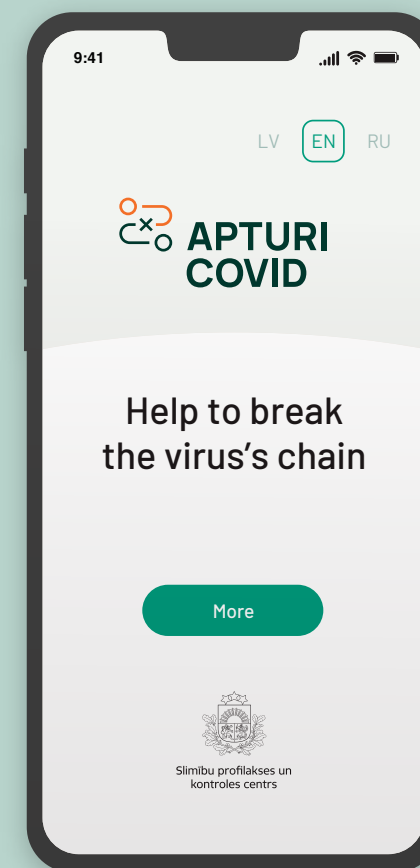 9:41
LV EN RU
APTURI
COVID
Help to break
the virus’s chain
More
Slimību profilakses un
kontroles centrs